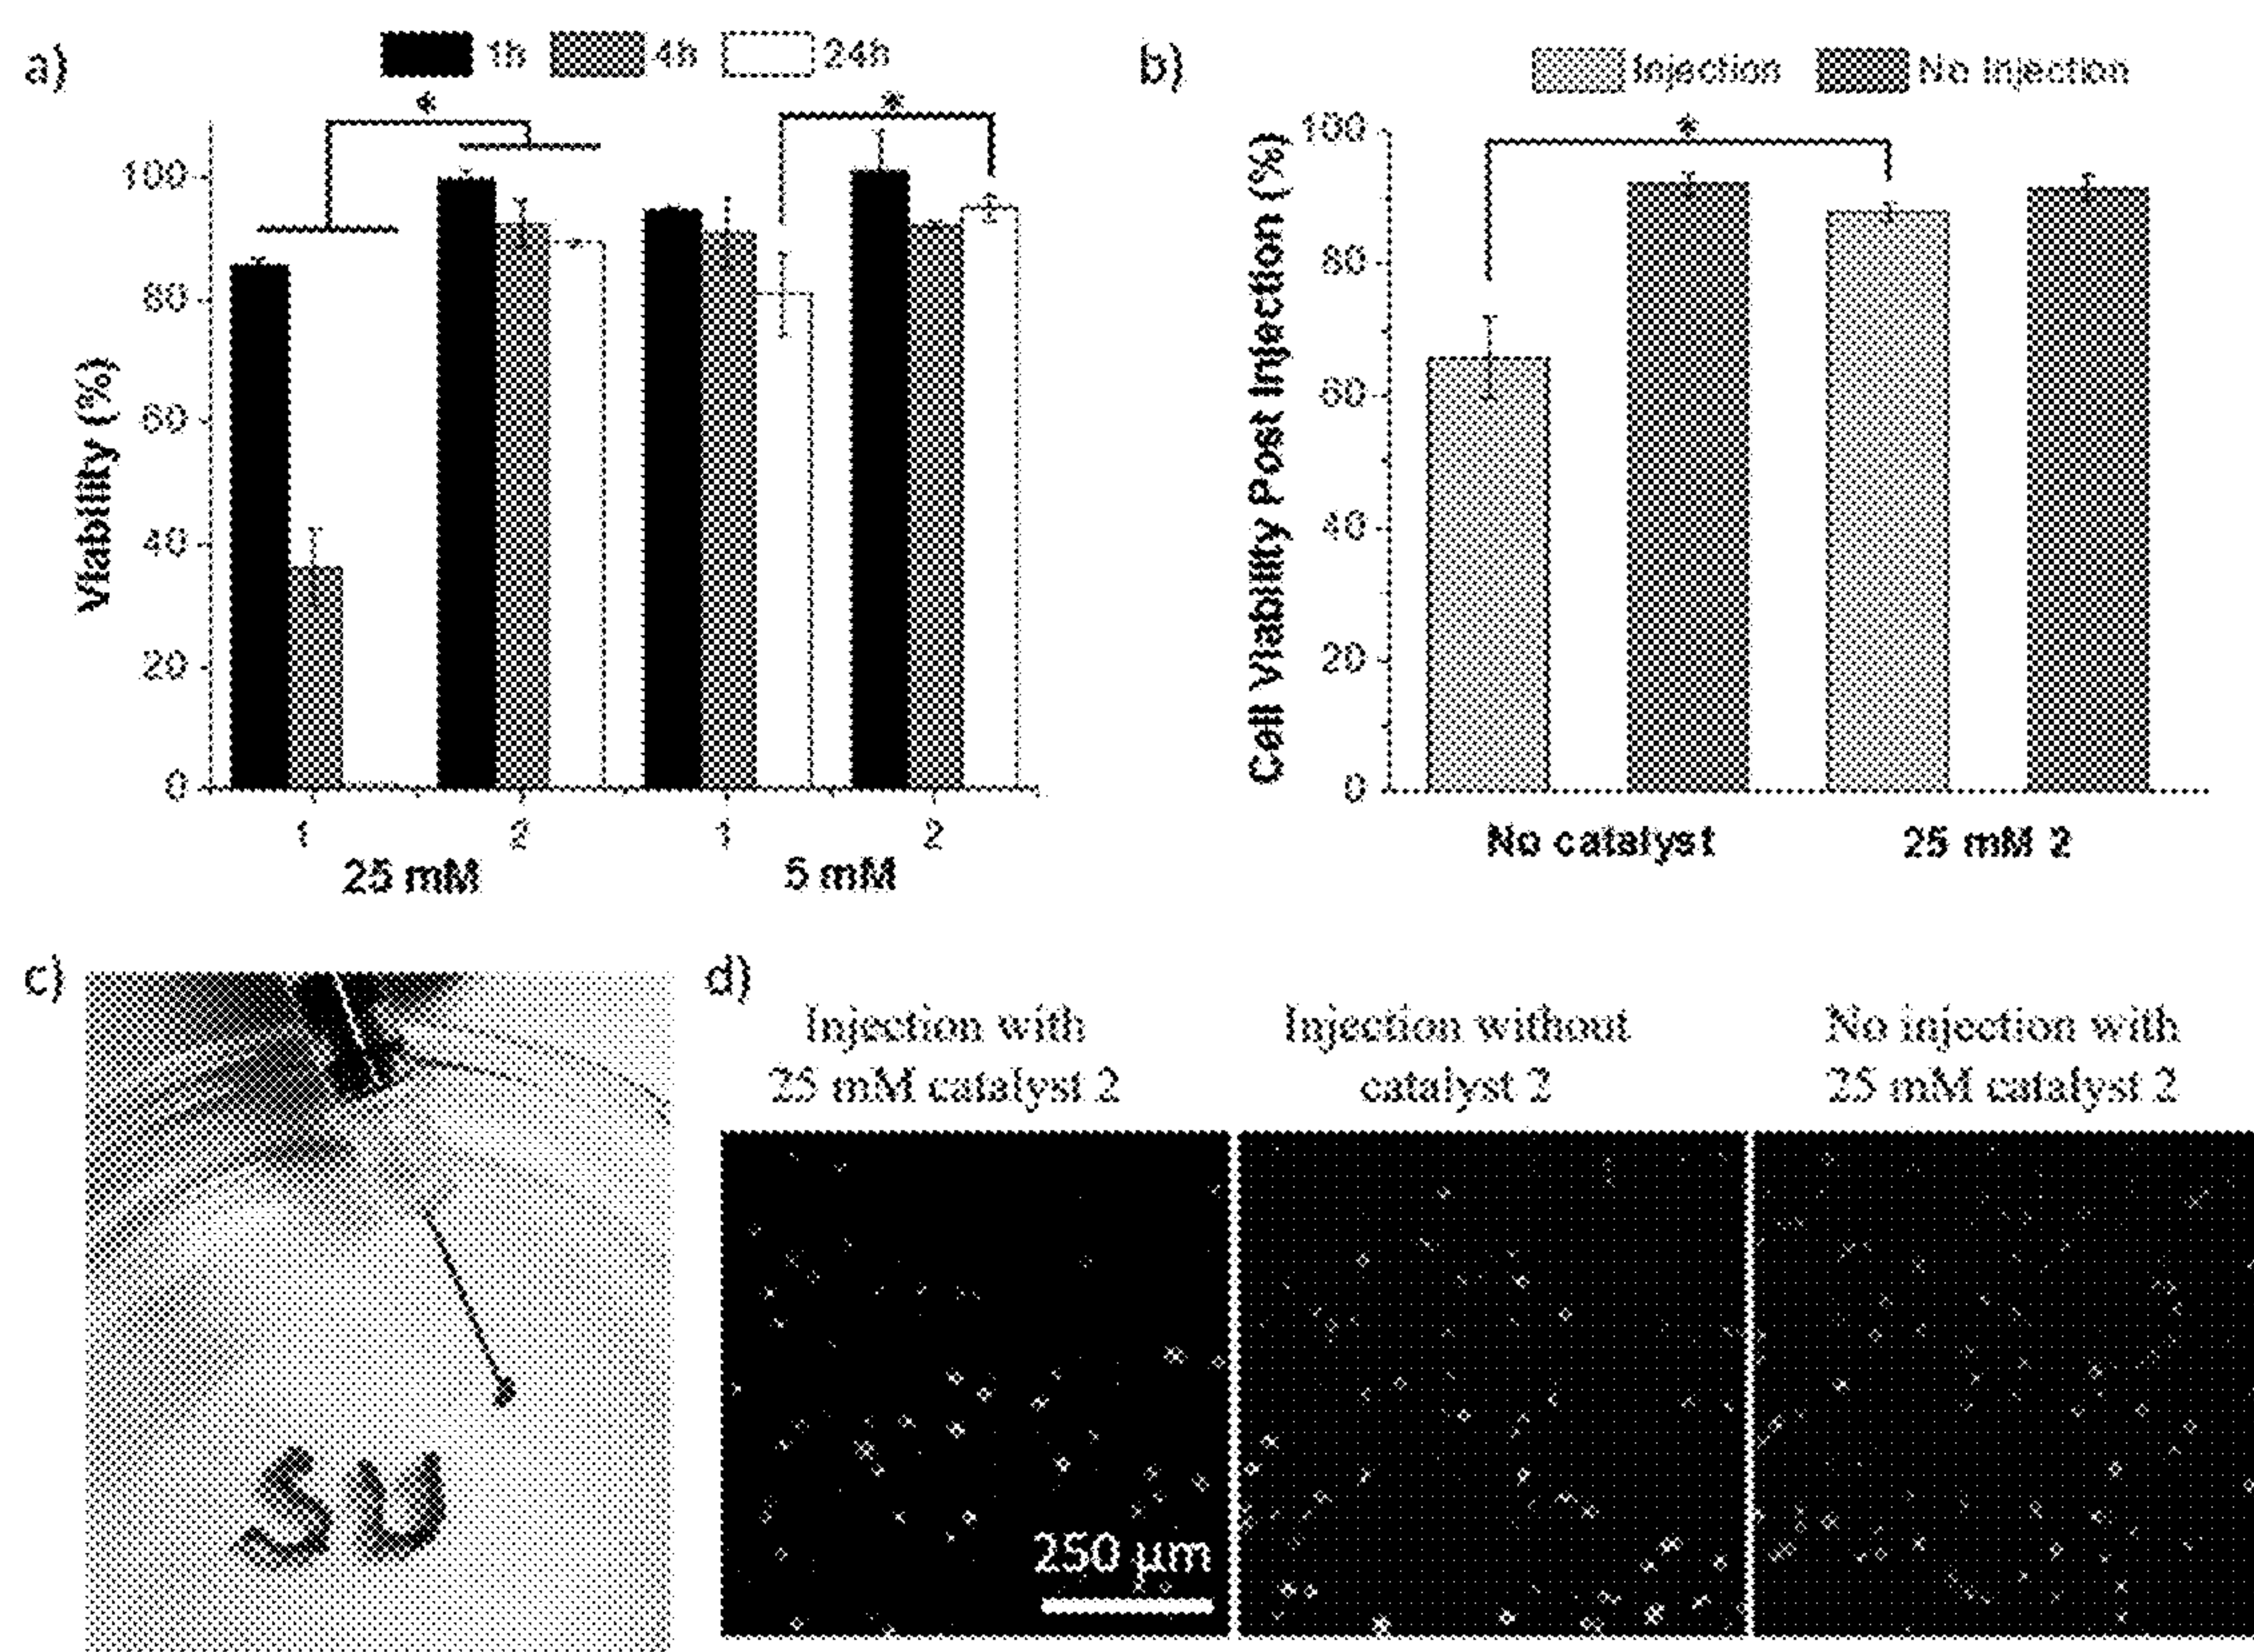 a)
1h 4h 24h
*
*
Viability (%)
100
80
60
40
20
0
1 2 1 2
25 mM 5 mM
b)
Injection No Injection
*
Cell Viability Post Injection (%)
100
80
60
40
20
0
No catalyst 25 mM 2
c)
SU
d)
Injection with
25 mM catalyst 2
Injection without
catalyst 2
No injection with
25 mM catalyst 2
250 µm